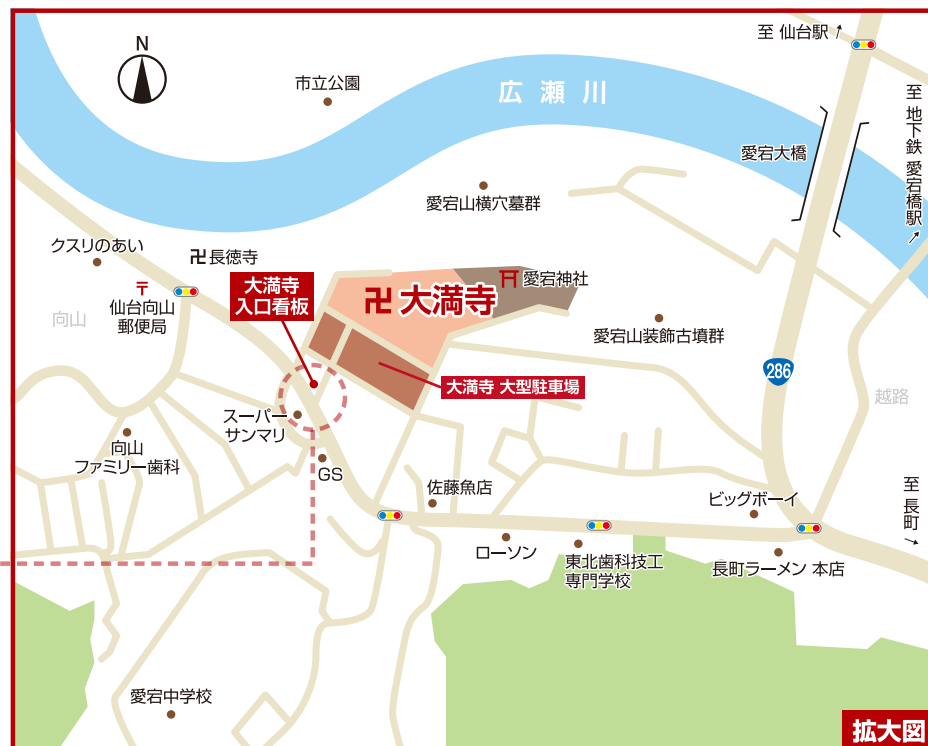 至 仙台駅
N
市立公園
広瀬川
至 地下鉄 愛宕橋駅
愛宕大橋
愛宕山横穴墓群
クスリのあい
卍長徳寺
大満寺
入口看板
愛宕神社
卍 大満寺
〒
仙台向山
郵便局
向山
愛宕山装飾古墳群
286
大満寺 大型駐車場
越路
スーパー
サンマリ
向山
ファミリー歯科
GS
佐藤魚店
ビッグボーイ
至 長町
ローソン
東北歯科技工
専門学校
長町ラーメン 本店
愛宕中学校
拡大図